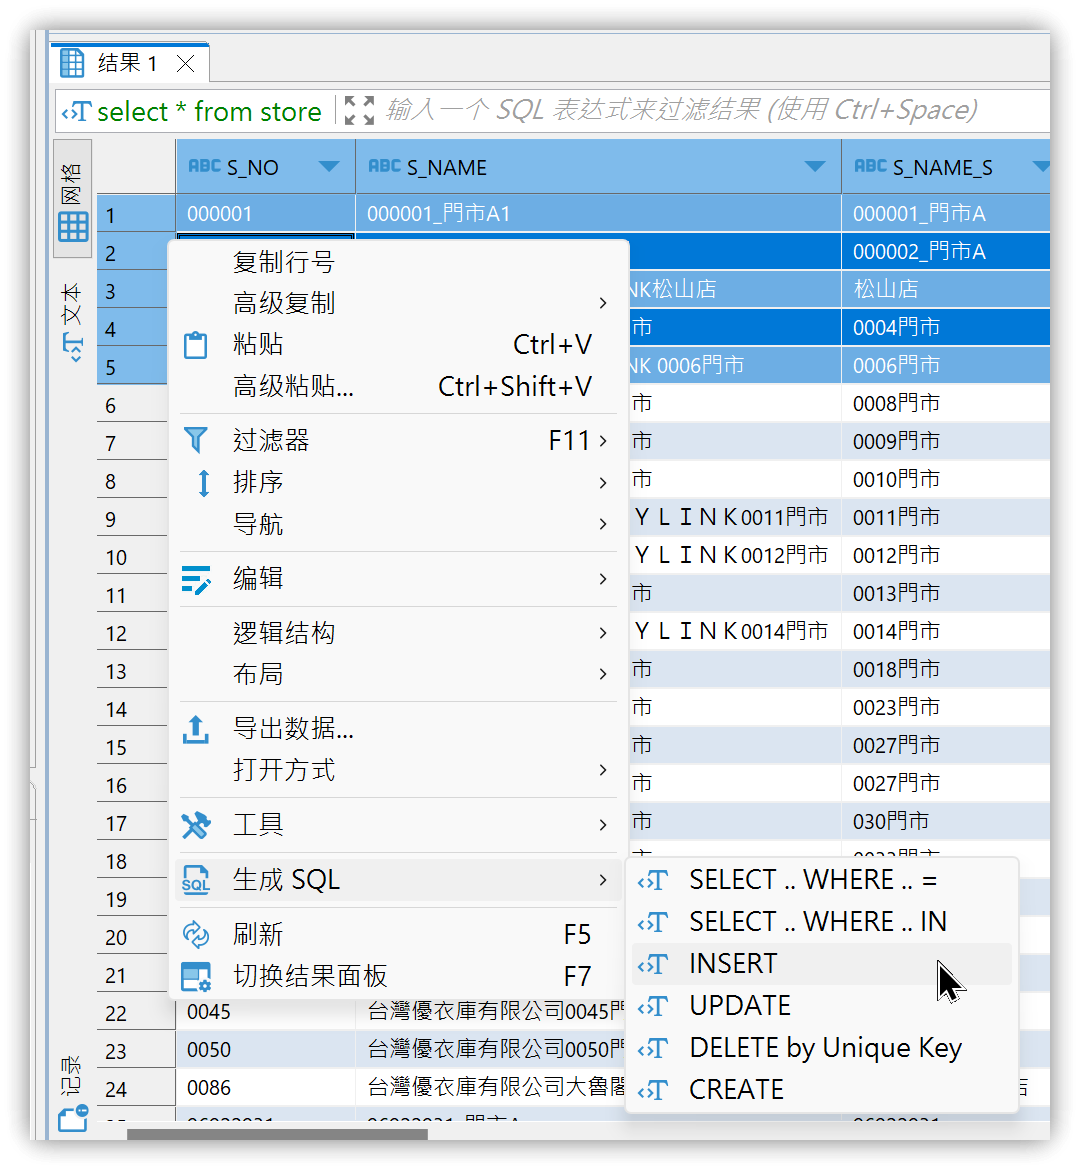 结果 1
select * from store
输入一个 SQL 表达式来过滤结果 (使用 Ctrl+Space)
网格
文本
记录
ABC S_NO
ABC S_NAME
ABC S_NAME_S
1 000001 000001_門市A1 000001_門市A
2 000002_門市A
3 NK松山店 松山店
4 市 0004門市
5 NK 0006門市 0006門市
6 市 0008門市
7 市 0009門市
8 市 0010門市
9 ＹＬＩＮＫ0011門市 0011門市
10 ＹＬＩＮＫ0012門市 0012門市
11 市 0013門市
12 ＹＬＩＮＫ0014門市 0014門市
13 市 0018門市
14 市 0023門市
15 市 0027門市
16 市 0027門市
17 市 030門市
18
19
20
21
22 0045 台灣優衣庫有限公司0045門
23 0050 台灣優衣庫有限公司0050門
24 0086 台灣優衣庫有限公司大魯閣 店
复制行号
高级复制
粘贴 Ctrl+V
高级粘贴... Ctrl+Shift+V
过滤器 F11
排序
导航
编辑
逻辑结构
布局
导出数据...
打开方式
工具
SQL 生成 SQL
刷新 F5
切换结果面板 F7
SELECT .. WHERE .. =
SELECT .. WHERE .. IN
INSERT
UPDATE
DELETE by Unique Key
CREATE